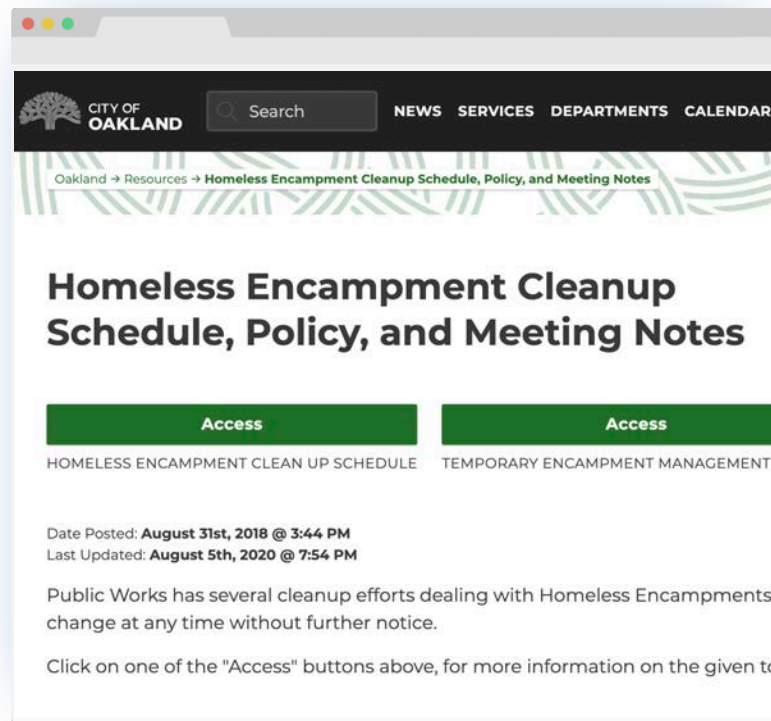 CITY OF
OAKLAND
Search
NEWS SERVICES DEPARTMENTS CALENDAR
Oakland → Resources → Homeless Encampment Cleanup Schedule, Policy, and Meeting Notes
Homeless Encampment Cleanup
Schedule, Policy, and Meeting Notes
Access Access
HOMELESS ENCAMPMENT CLEAN UP SCHEDULE TEMPORARY ENCAMPMENT MANAGEMENT
Date Posted: August 31st, 2018 @ 3:44 PM
Last Updated: August 5th, 2020 @ 7:54 PM
Public Works has several cleanup efforts dealing with Homeless Encampments
change at any time without further notice.
Click on one of the "Access" buttons above, for more information on the given